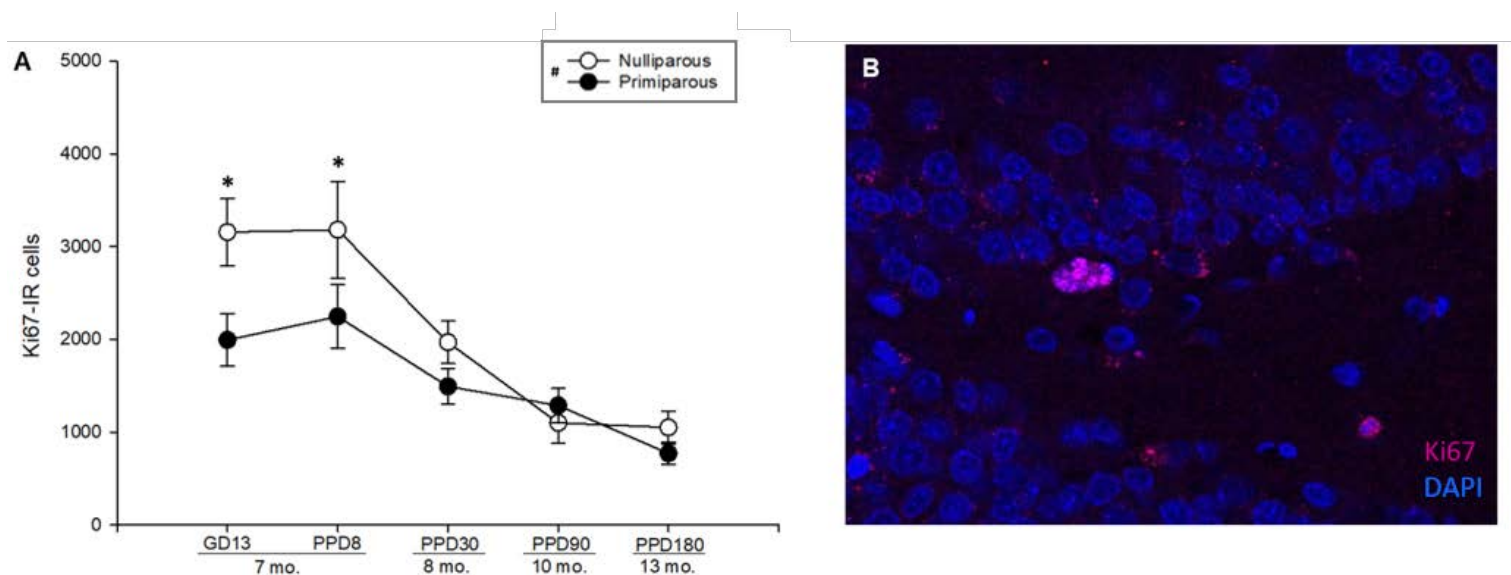 A
# Nulliparous
Primiparous
5000
4000
3000
2000
1000
0
Ki67-IR cells
*
*
GD13 PPD8 PPD30 PPD90 PPD180
7 mo. 8 mo. 10 mo. 13 mo.
B
Ki67
DAPI